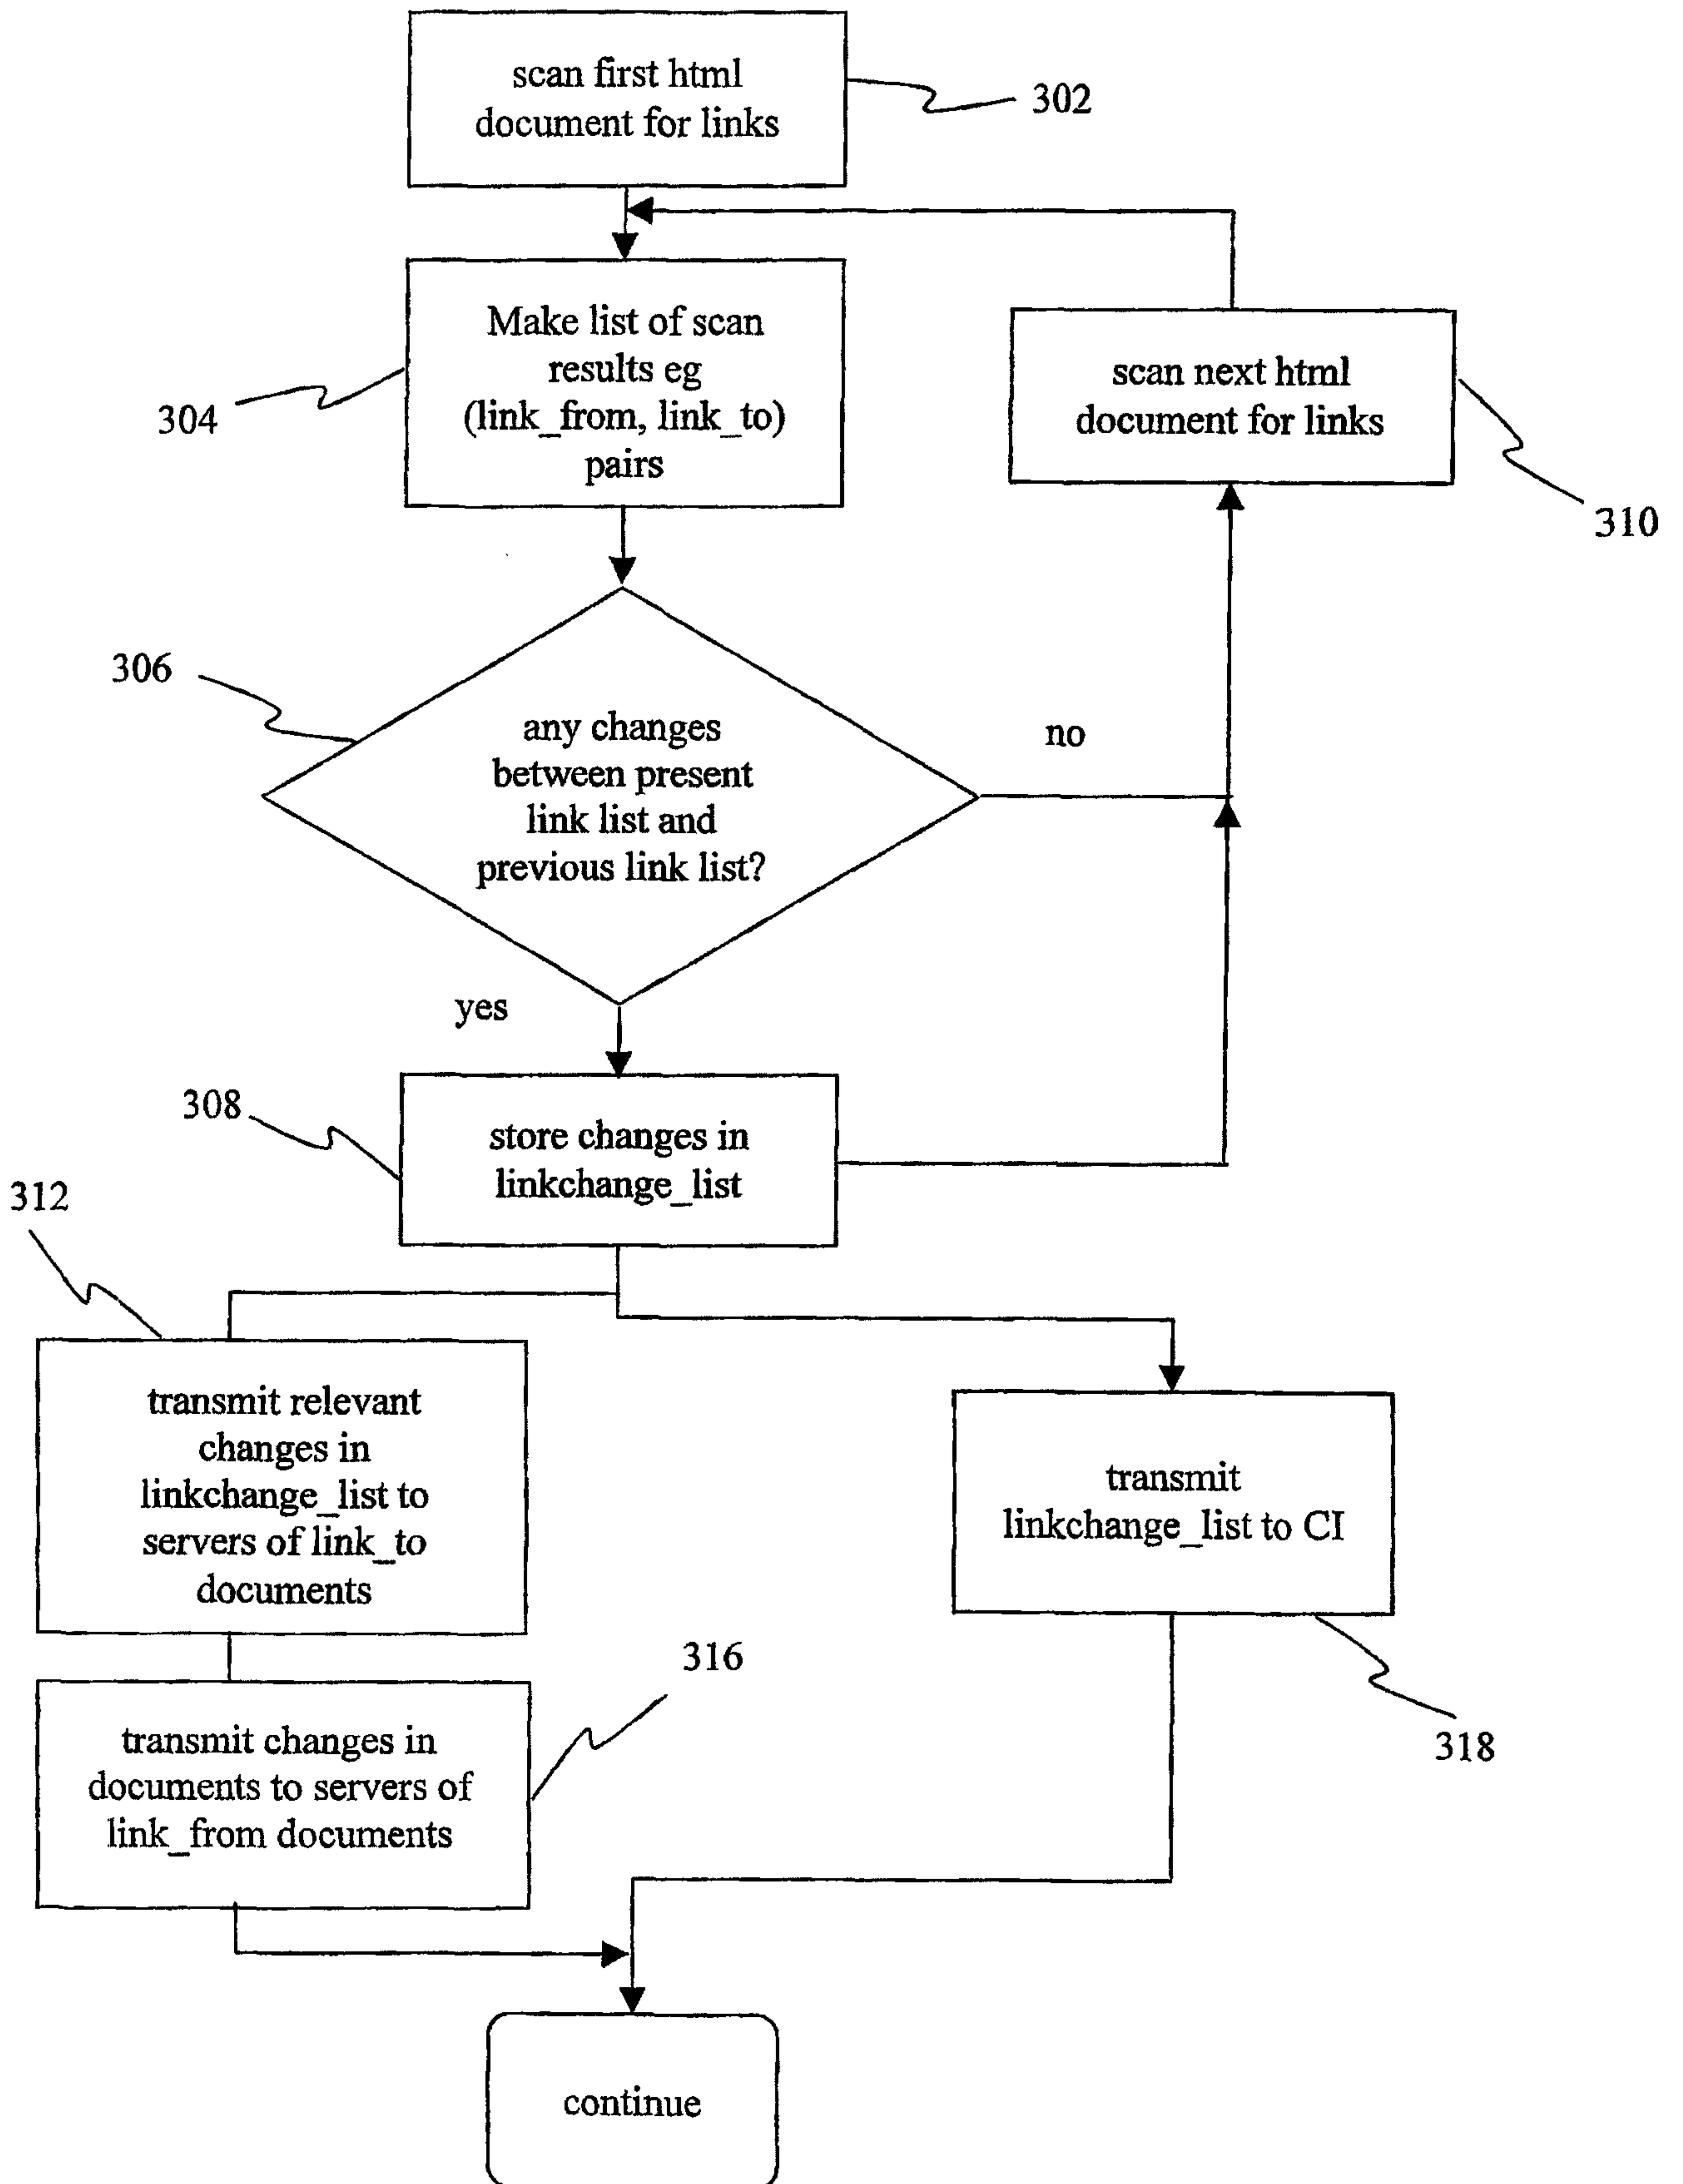 scan first html
document for links
302
Make list of scan
results eg
(link_from, link_to)
pairs
304
scan next html
document for links
310
306
any changes
between present
link list and
previous link list?
no
yes
308
store changes in
linkchange_list
312
transmit relevant
changes in
linkchange_list to
servers of link_to
documents
transmit
linkchange_list to CI
316
318
transmit changes in
documents to servers of
link_from documents
continue